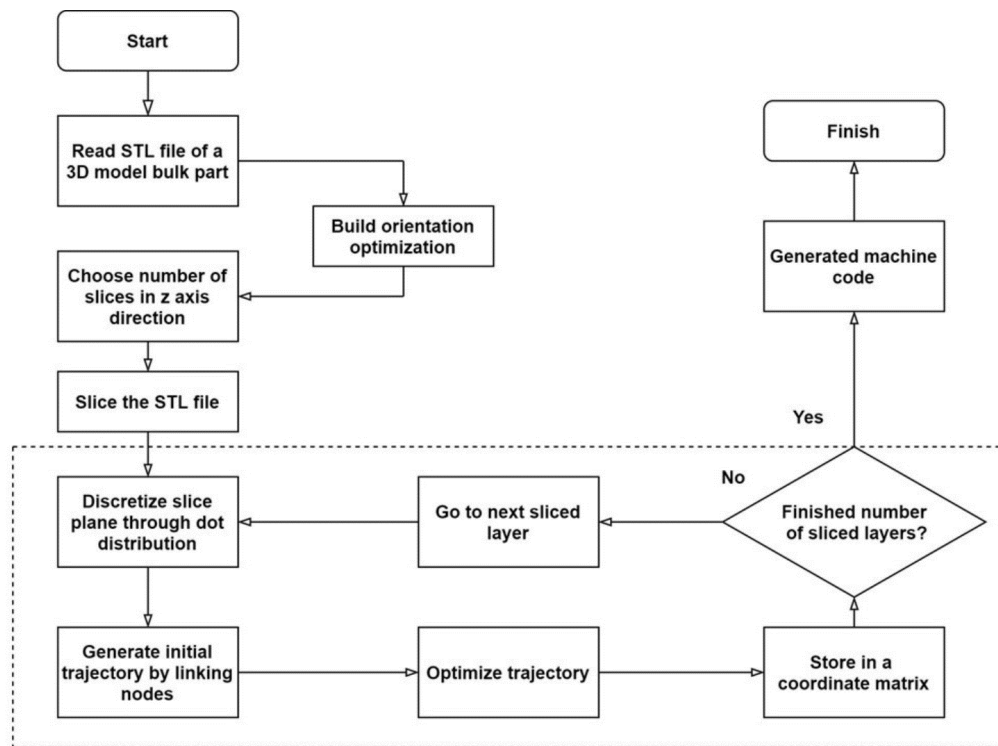 Start
Read STL file of a
3D model bulk part
Build orientation
optimization
Choose number of
slices in z axis
direction
Slice the STL file
Discretize slice
plane through dot
distribution
Generate initial
trajectory by linking
nodes
Optimize trajectory
Store in a
coordinate matrix
Finished number
of sliced layers?
No
Go to next sliced
layer
Yes
Generated machine
code
Finish